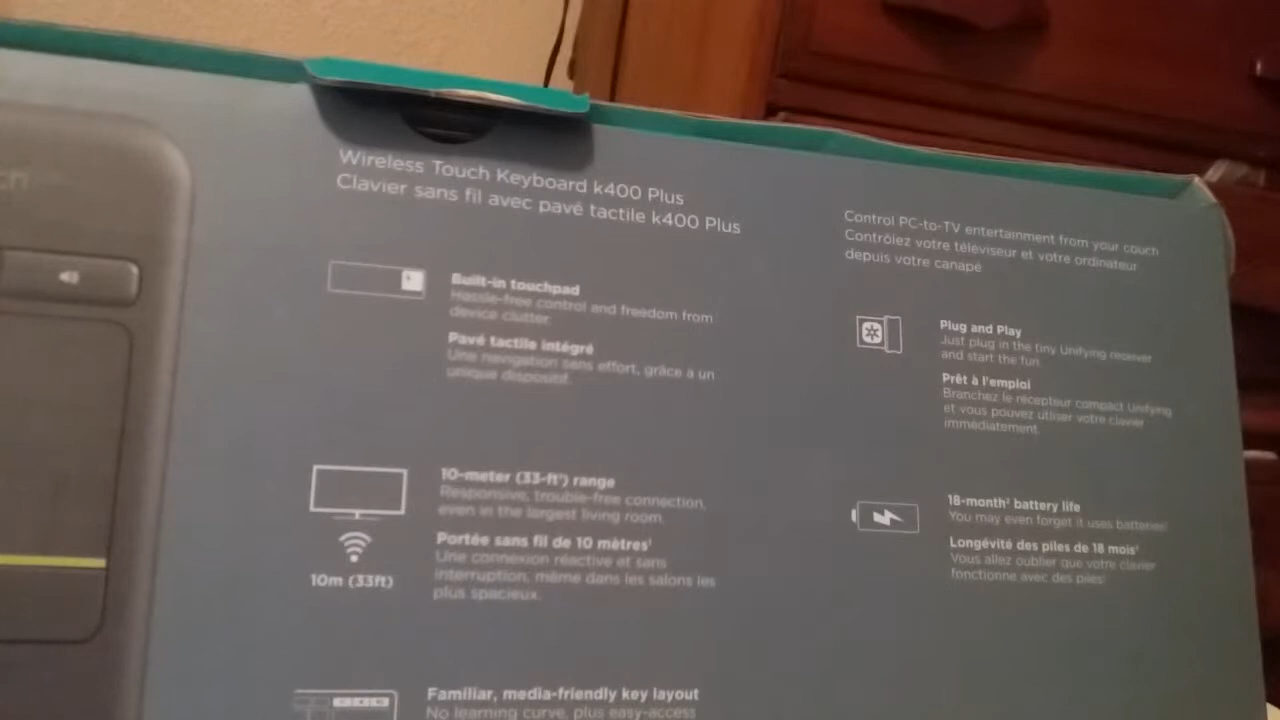 Wireless Touch Keyboard k400 Plus
Clavier sans fil avec pavé tactile k400 Plus
Built-in touchpad
Hassle-free control and freedom from
device clutter.
Pavé tactile intégré
Une navigation sans effort, grâce à un
unique dispositif.
10-meter (33-ft¹) range
Responsive, trouble-free connection,
even in the largest living room.
10m (33ft)
Portée sans fil de 10 mètres¹
Une connexion réactive et sans
interruption, même dans les salons les
plus spacieux.
Familiar, media-friendly key layout
No learning curve, plus easy-access
Control PC-to-TV entertainment from your couch
Contrôlez votre téléviseur et votre ordinateur
depuis votre canapé
Plug and Play
Just plug in the tiny Unifying receiver
and start the fun.
Prêt à l'emploi
Branchez le récepteur compact Unifying
et vous pouvez utiliser votre clavier
immédiatement.
18-month² battery life
You may even forget it uses batteries!
Longévité des piles de 18 mois²
Vous allez oublier que votre clavier
fonctionne avec des piles!